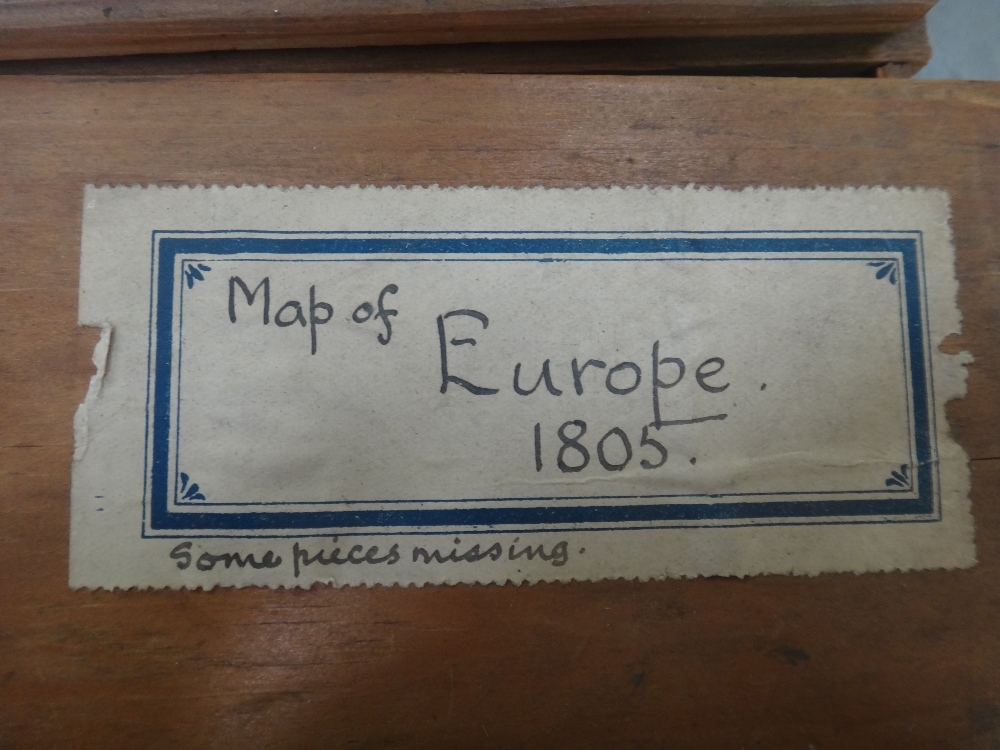 Map of
Europe.
1805.
Some pieces missing.